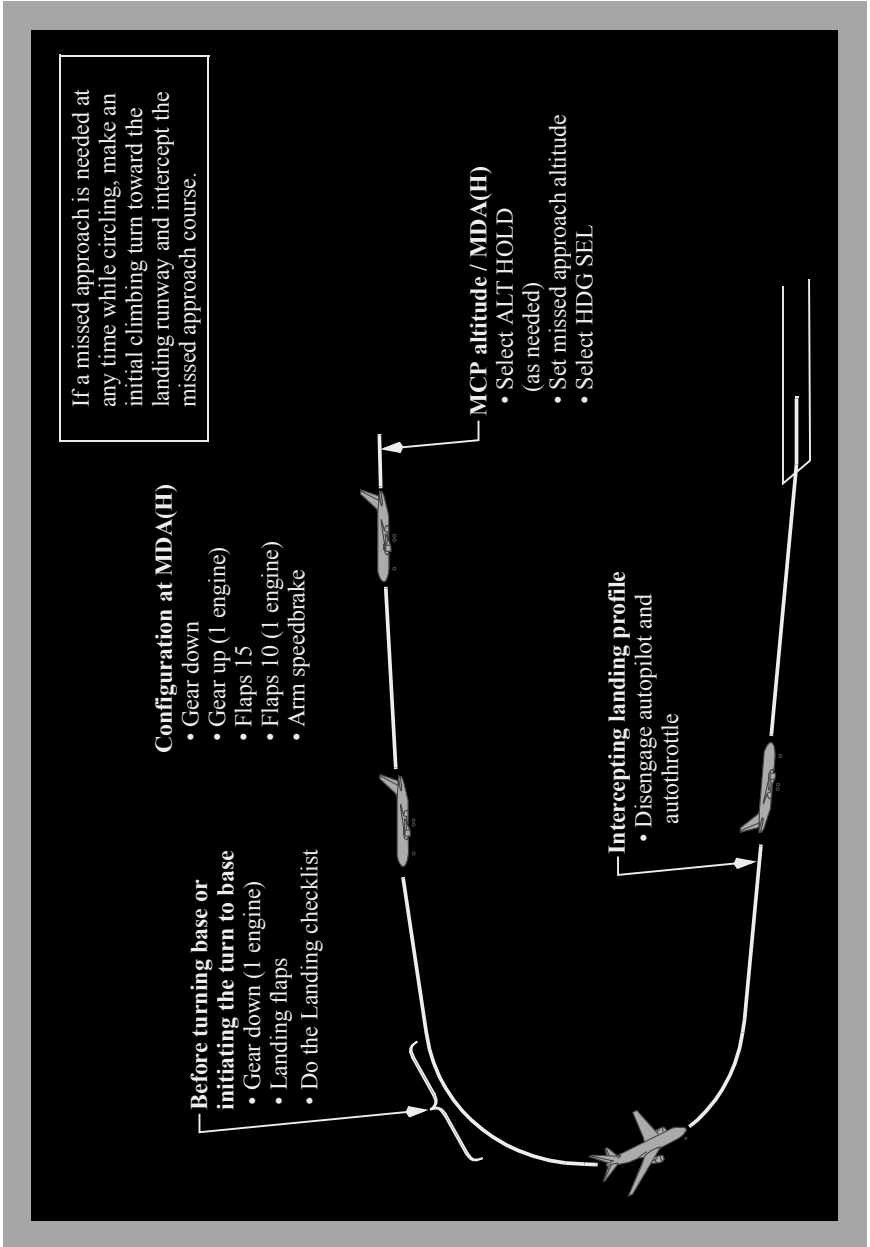 If a missed approach is needed at
any time while circling, make an
initial climbing turn toward the
landing runway and intercept the
missed approach course.
Before turning base or
initiating the turn to base
• Gear down (1 engine)
• Landing flaps
• Do the Landing checklist
Configuration at MDA(H)
• Gear down
• Gear up (1 engine)
• Flaps 15
• Flaps 10 (1 engine)
• Arm speedbrake
MCP altitude / MDA(H)
• Select ALT HOLD
(as needed)
• Set missed approach altitude
• Select HDG SEL
Intercepting landing profile
• Disengage autopilot and
autothrottle